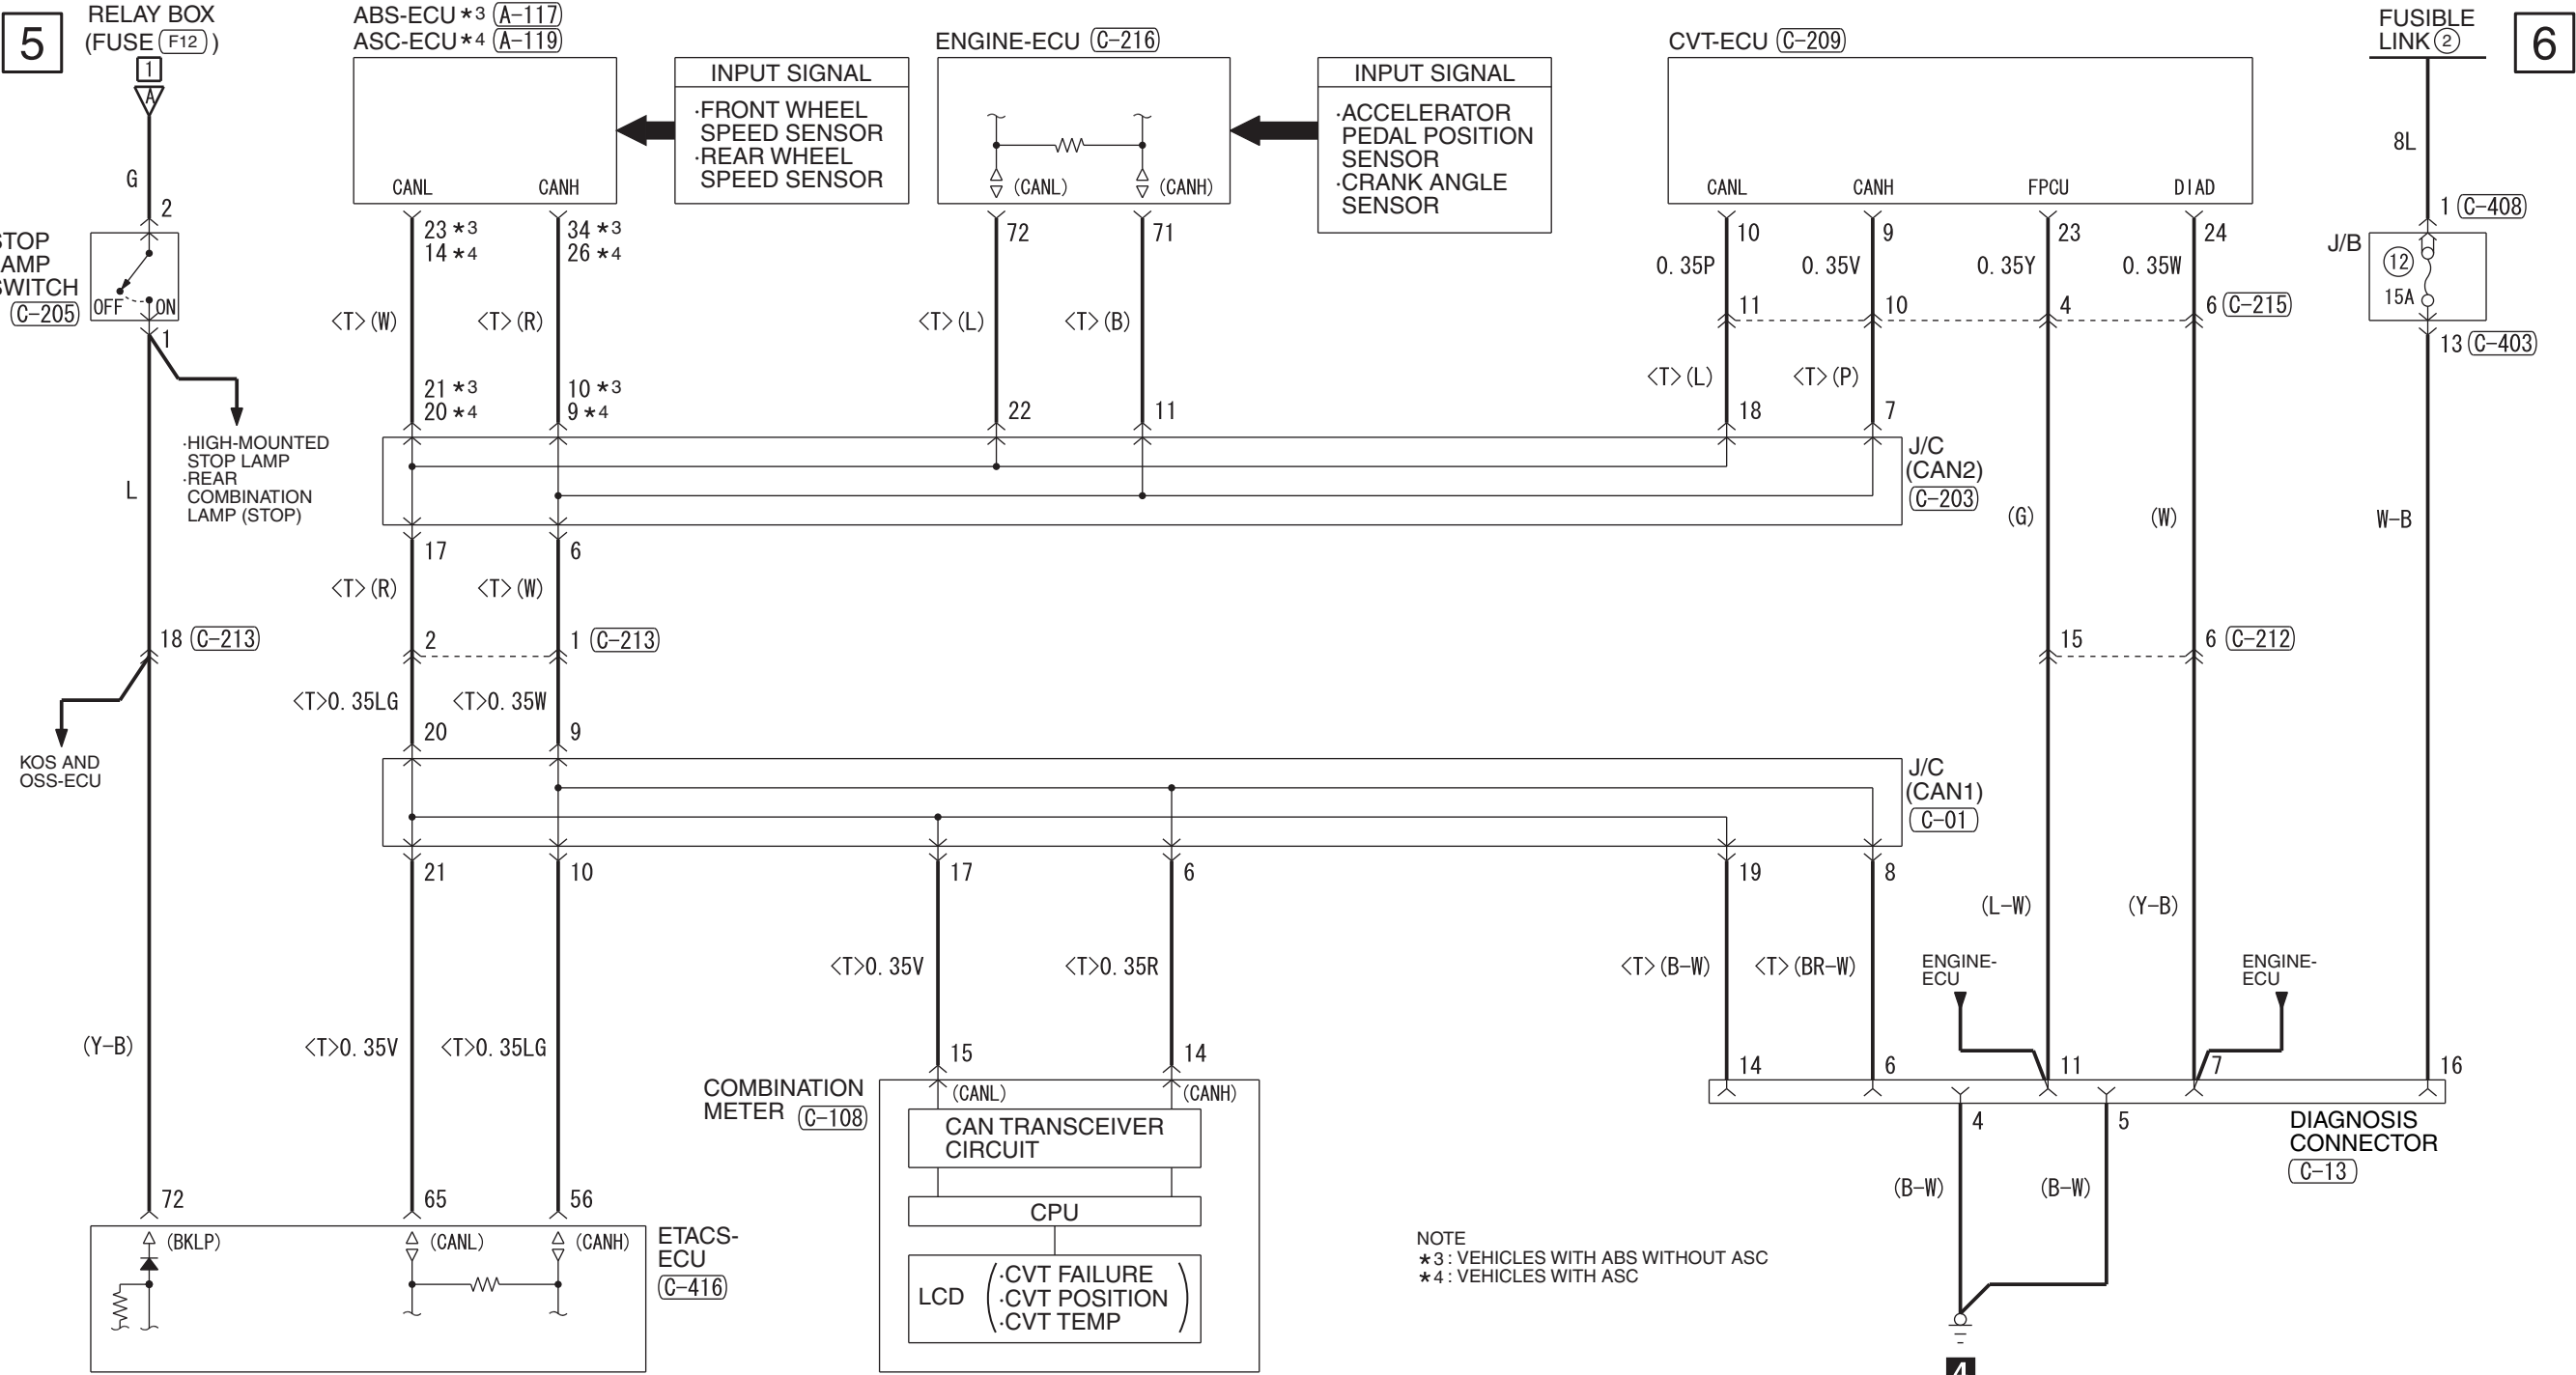 5
RELAY BOX
(FUSE F12)
1
A
G
2
STOP
LAMP
SWITCH
C-205
OFF ON
1
·HIGH-MOUNTED
STOP LAMP
·REAR
COMBINATION
LAMP (STOP)
L
18 C-213
KOS AND
OSS-ECU
(Y-B)
72
ABS-ECU*3 A-117
ASC-ECU*4 A-119
CANL CANH
INPUT SIGNAL
·FRONT WHEEL
SPEED SENSOR
·REAR WHEEL
SPEED SENSOR
23*3 34*3
14*4 26*4
<T>(W) <T>(R)
21*3 10*3
20*4 9*4
ENGINE-ECU C-216
(CANL) (CANH)
INPUT SIGNAL
·ACCELERATOR
PEDAL POSITION
SENSOR
·CRANK ANGLE
SENSOR
72 71
<T>(L) <T>(B)
22 11
CVT-ECU C-209
CANL CANH FPCU DIAD
10 9 23 24
0.35P 0.35V 0.35Y 0.35W
11 10 4 6 C-215
<T>(L) <T>(P)
18 7
FUSIBLE
LINK 2
6
8L
1 C-408
J/B
12
15A
13 C-403
J/C
(CAN2)
C-203
(G) (W) W-B
17 6
<T>(R) <T>(W)
2 1 C-213
15 6 C-212
<T>0.35LG <T>0.35W
20 9
J/C
(CAN1)
C-01
21 10 17 6 19 8
(L-W) (Y-B)
<T>0.35V <T>0.35R <T>(B-W) <T>(BR-W)
ENGINE-
ECU
ENGINE-
ECU
<T>0.35V <T>0.35LG
15 14
14 6 11 7 16
65 56
(BKLP) (CANL) (CANH)
ETACS-
ECU
C-416
COMBINATION
METER C-108
(CANL) (CANH)
CAN TRANSCEIVER
CIRCUIT
CPU
LCD
·CVT FAILURE
·CVT POSITION
·CVT TEMP
4 5
DIAGNOSIS
CONNECTOR
C-13
(B-W) (B-W)
NOTE
*3 : VEHICLES WITH ABS WITHOUT ASC
*4 : VEHICLES WITH ASC
4